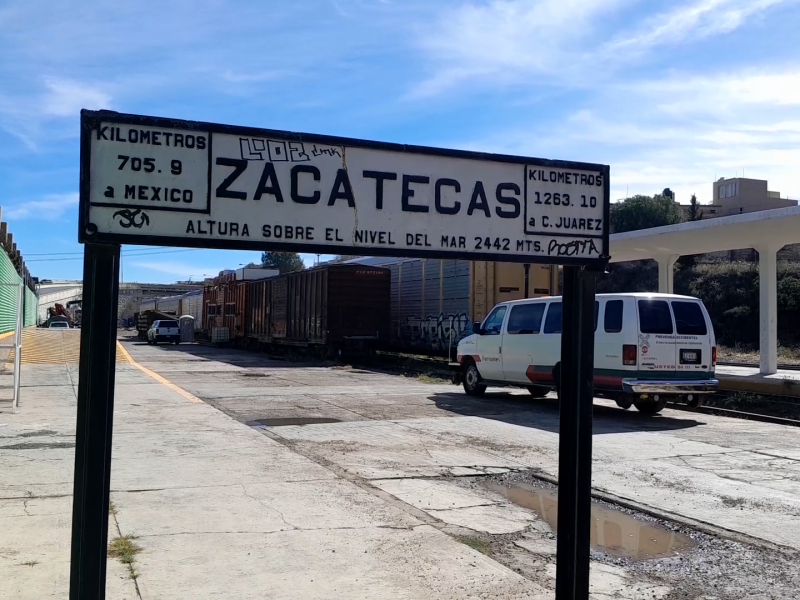 KILOMETROS
705.9
a MEXICO
ZACATECAS
KILOMETROS
1263.10
a C.JUAREZ
ALTURA SOBRE EL NIVEL DEL MAR 2442 MTS.